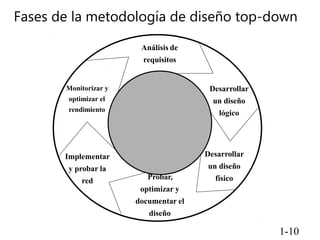 Fases de la metodología de diseño top-down
Análisis de
requisitos
Desarrollar
un diseño
lógico
Desarrollar
un diseño
físico
Probar,
optimizar y
documentar el
diseño
Implementar
y probar la
red
Monitorizar y
optimizar el
rendimiento
1-10